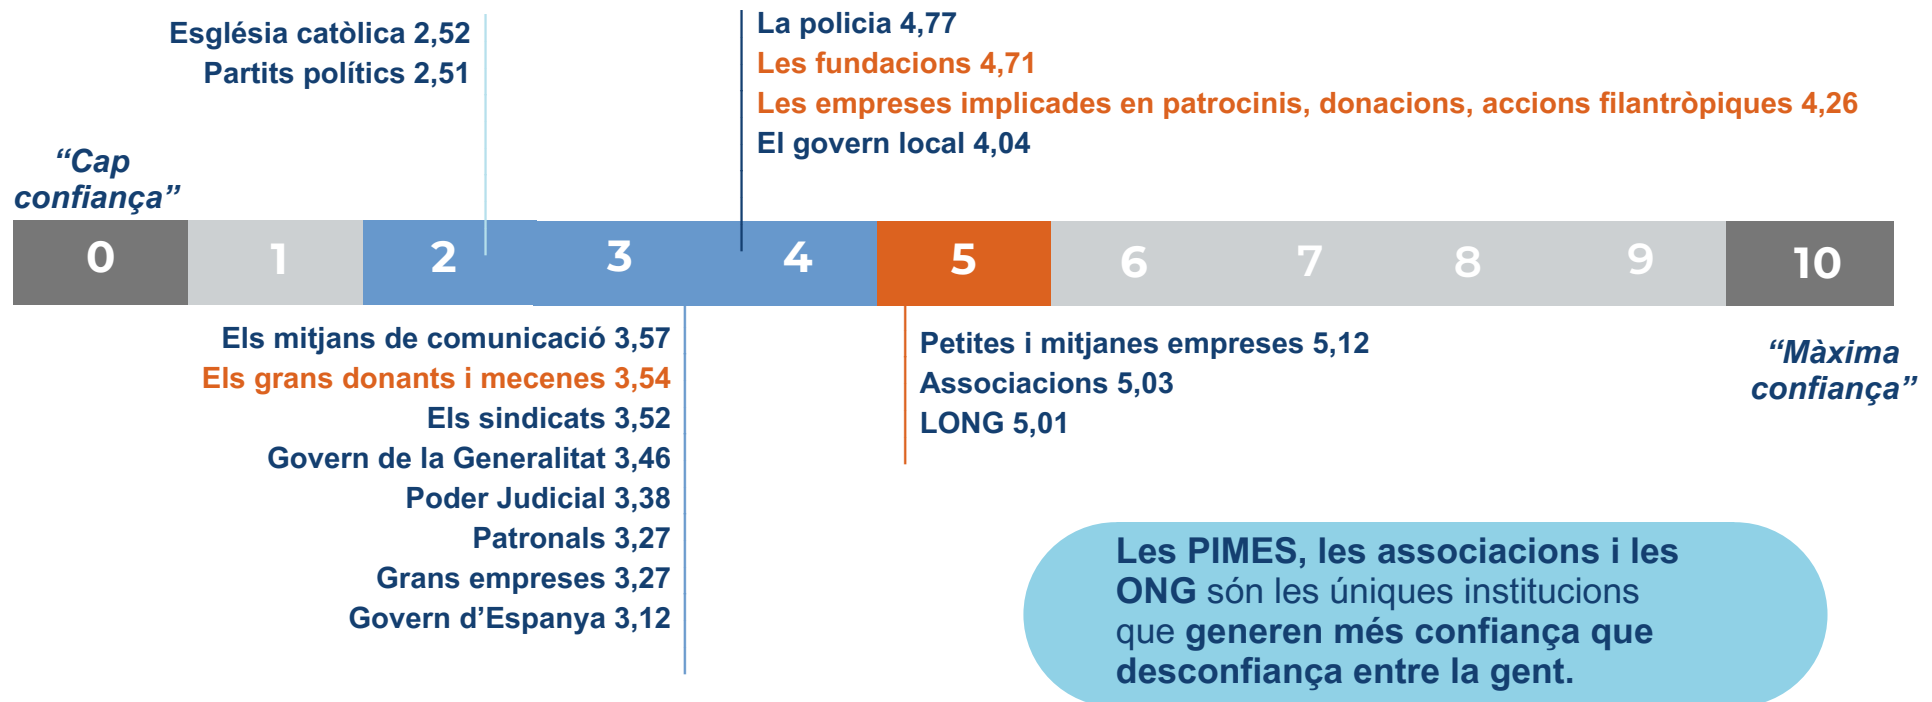 Església catòlica 2,52
Partits polítics 2,51
La policia 4,77
Les fundacions 4,71
Les empreses implicades en patrocinis, donacions, accions filantròpiques 4,26
El govern local 4,04
“Cap
confiança”
0 1 2 3 4 5 6 7 8 9 10
Els mitjans de comunicació 3,57
Els grans donants i mecenes 3,54
Els sindicats 3,52
Govern de la Generalitat 3,46
Poder Judicial 3,38
Patronals 3,27
Grans empreses 3,27
Govern d’Espanya 3,12
Petites i mitjanes empreses 5,12
Associacions 5,03
LONG 5,01
“Màxima
confiança”
Les PIMES, les associacions i les
ONG són les úniques institucions
que generen més confiança que
desconfiança entre la gent.